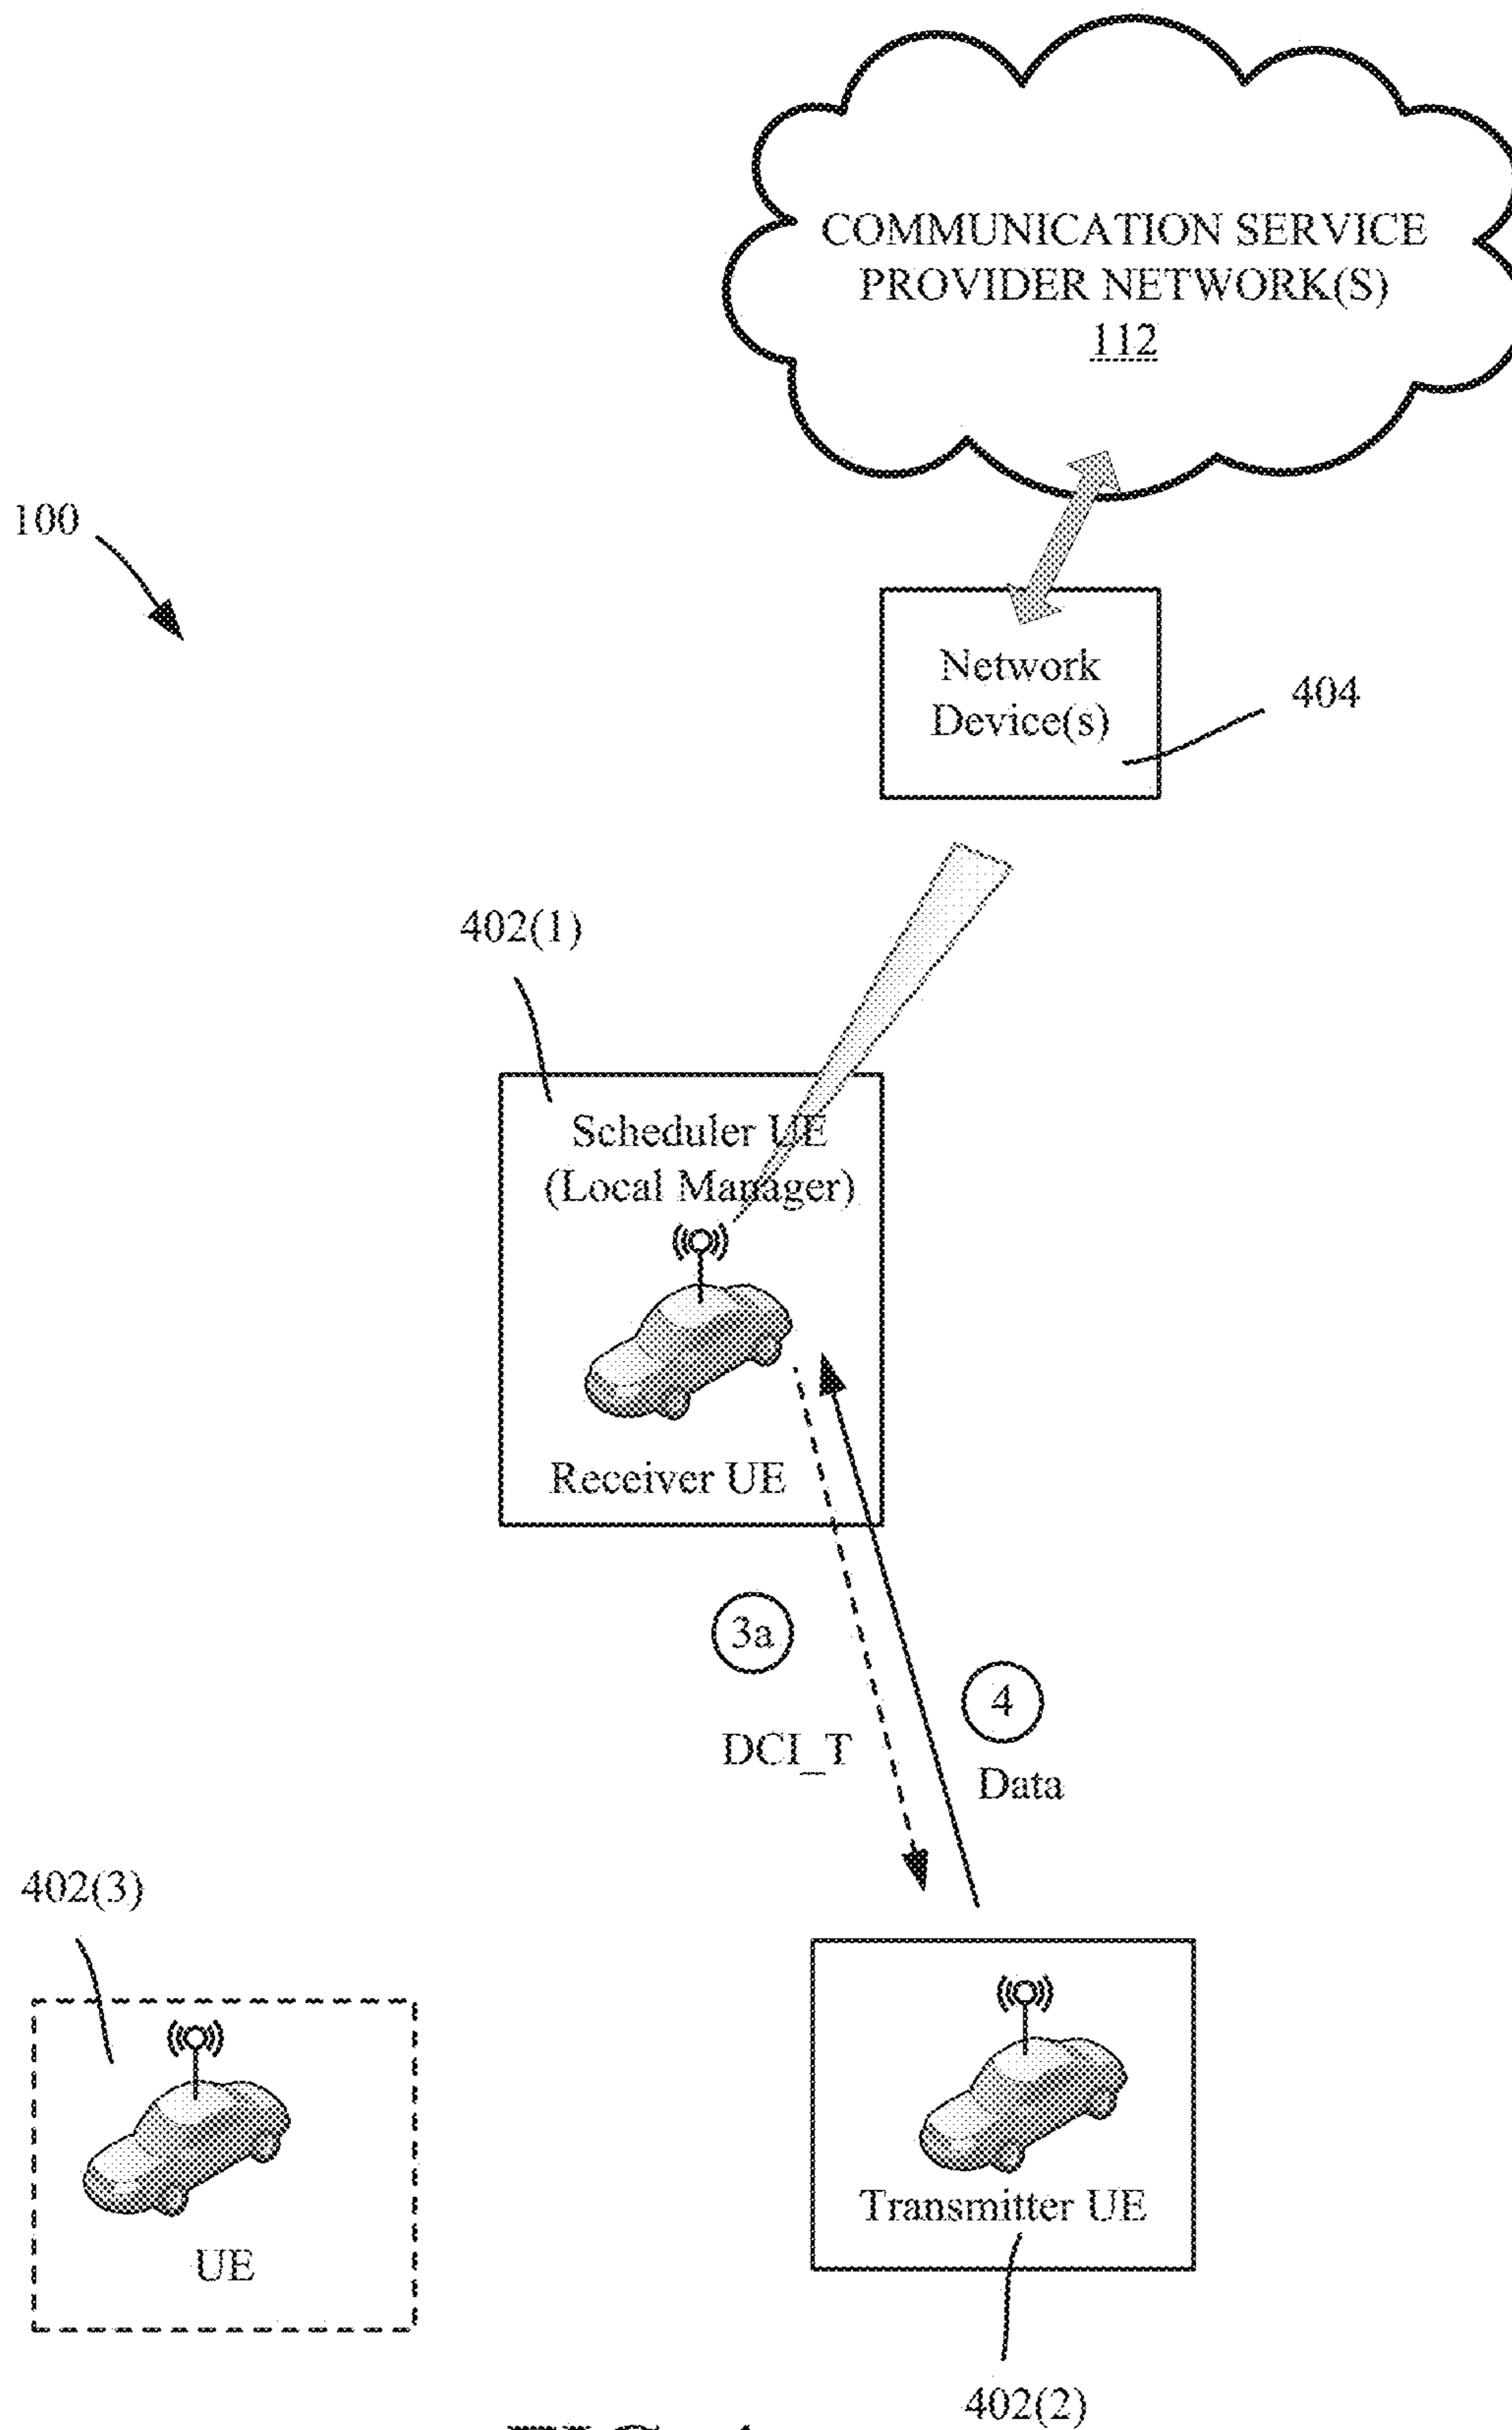 COMMUNICATION SERVICE
PROVIDER NETWORK(S)
112
100
Network
Device(s)
404
402(1)
Scheduler UE
(Local Manager)
Receiver UE
3a
4
DCI_T
Data
402(3)
UE
Transmitter UE
402(2)